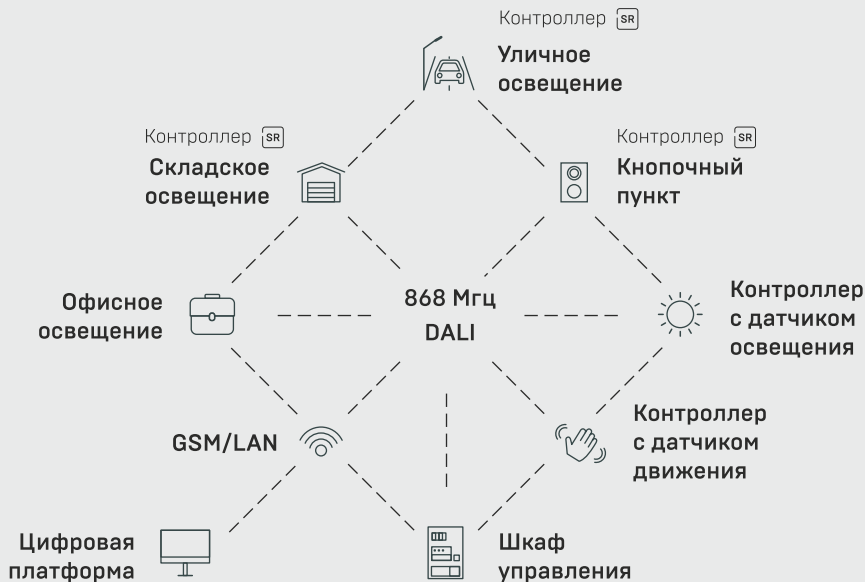 Контроллер SR
Уличное
освещение
Контроллер SR
Складское
освещение
Контроллер SR
Кнопочный
пункт
Офисное
освещение
868 Мгц
DALI
Контроллер
с датчиком
освещения
GSM/LAN
Контроллер
с датчиком
движения
Цифровая
платформа
Шкаф
управления